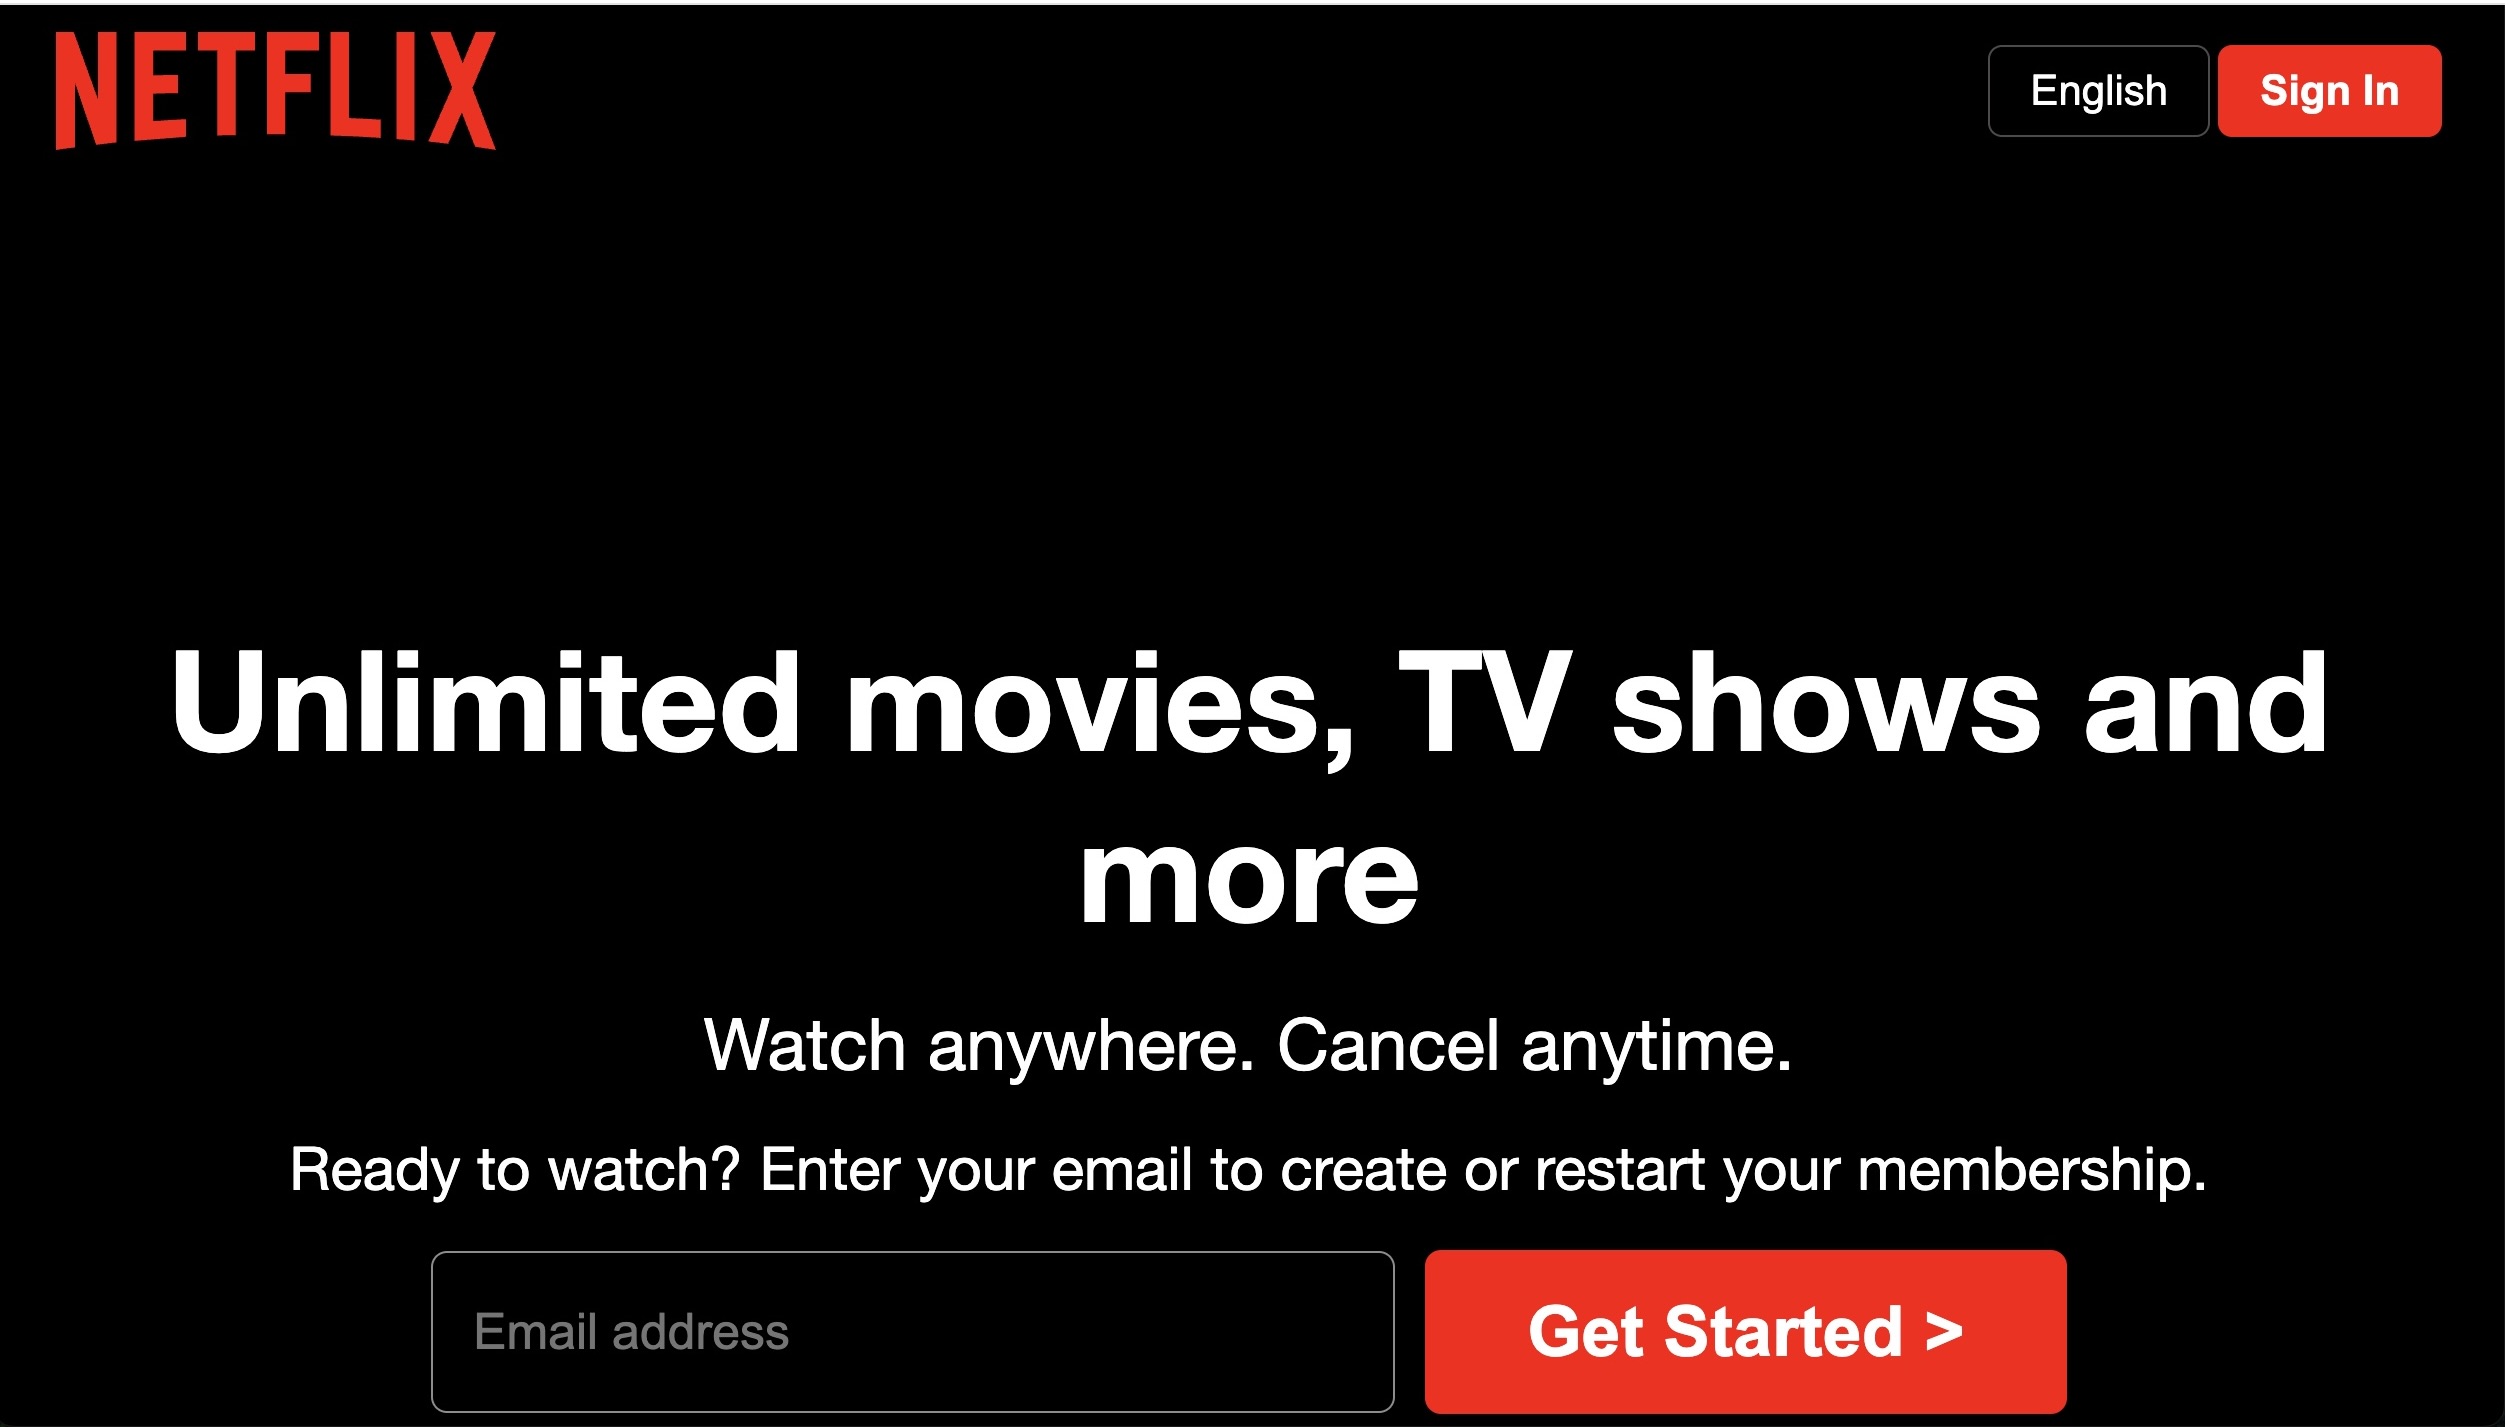 NETFLIX
English
Sign In
Unlimited movies, TV shows and
more
Watch anywhere. Cancel anytime.
Ready to watch? Enter your email to create or restart your membership.
Email address
Get Started >